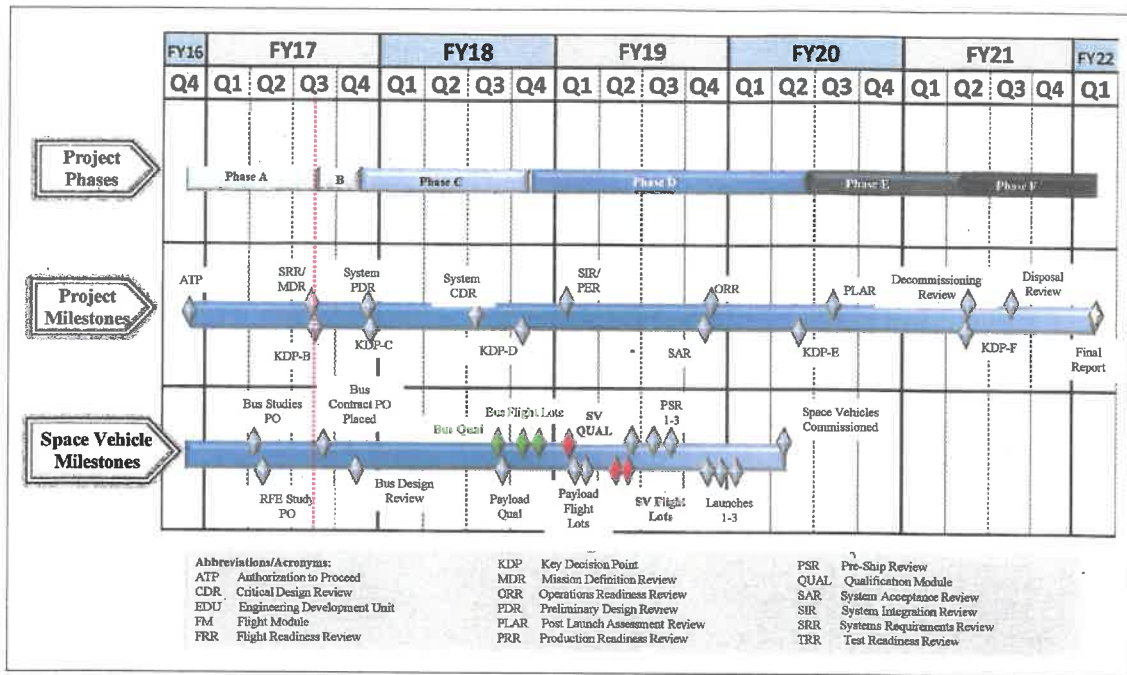 FY16 FY17 FY18 FY19 FY20 FY21 FY22
Q4 Q1 Q2 Q3 Q4 Q1 Q2 Q3 Q4 Q1 Q2 Q3 Q4 Q1 Q2 Q3 Q4 Q1 Q2 Q3 Q4 Q1
Project
Phases
Phase A
B
Phase C
Phase D
Phase E
Phase F
Project
Milestones
ATP
SRR/
MDR
KDP-B
System
PDR
KDP-C
System
CDR
KDP-D
SIR/
PER
ORR
SAR
KDP-E
PLAR
Decommissioning
Review
KDP-F
Disposal
Review
Final
Report
Space Vehicle
Milestones
Bus Studies
PO
RFE Study
PO
Bus
Contract PO
Placed
Bus Design
Review
Bus Qual
Bus Flight Lots
Payload
Qual
SV
QUAL
Payload
Flight
Lots
PSR
1-3
SV Flight
Lots
Launches
1-3
Space Vehicles
Commissioned
Abbreviations/Acronyms:
ATP Authorization to Proceed
CDR Critical Design Review
EDU Engineering Development Unit
FM Flight Module
FRR Flight Readiness Review
KDP Key Decision Point
MDR Mission Definition Review
ORR Operations Readiness Review
PDR Preliminary Design Review
PLAR Post Launch Assessment Review
PRR Production Readiness Review
PSR Pre-Ship Review
QUAL Qualification Module
SAR System Acceptance Review
SIR System Integration Review
SRR Systems Requirements Review
TRR Test Readiness Review